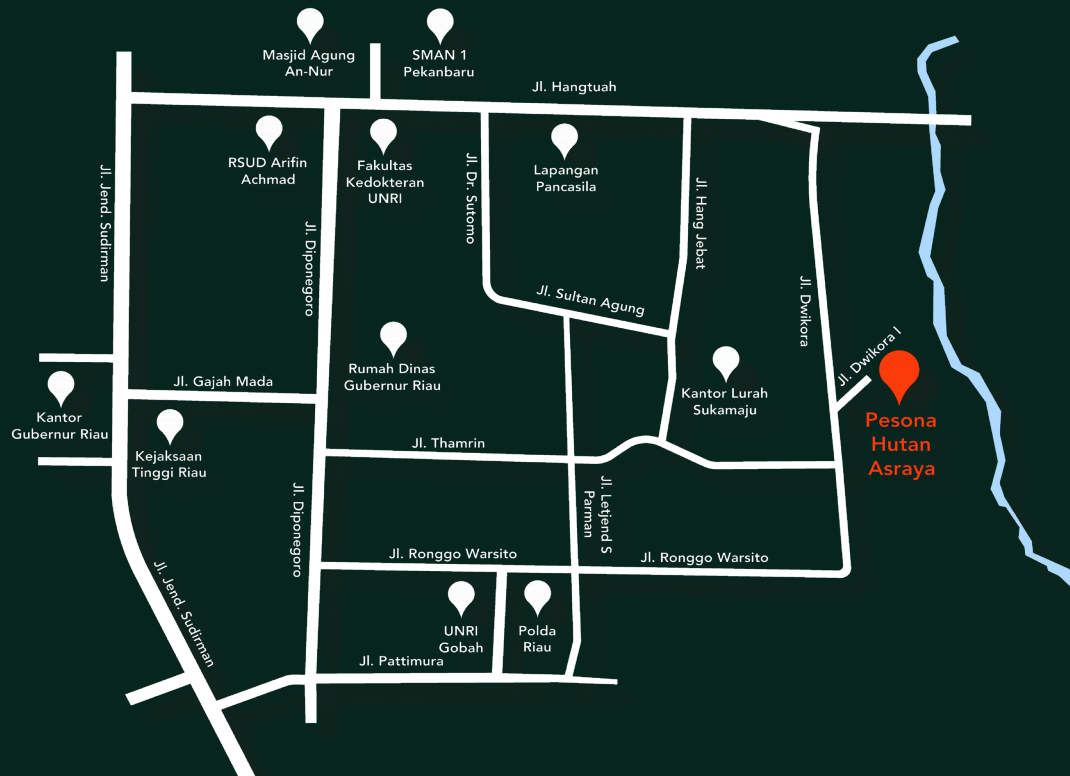 Masjid Agung
An-Nur
SMAN 1
Pekanbaru
Jl. Hangtuah
RSUD Arifin
Achmad
Fakultas
Kedokteran
UNRI
Jl. Dr. Sutomo
Lapangan
Pancasila
Jl. Jend. Sudirman
Jl. Diponegoro
Jl. Hang Jebat
Jl. Dwikora
Jl. Sultan Agung
Rumah Dinas
Gubernur Riau
Jl. Dwikora I
Jl. Gajah Mada
Kantor Lurah
Sukamaju
Kantor
Gubernur Riau
Pesona
Hutan
Asraya
Kejaksaan
Tinggi Riau
Jl. Thamrin
Jl. Diponegoro
Jl. Letjend S
Parman
Jl. Ronggo Warsito
Jl. Ronggo Warsito
Jl. Jend. Sudirman
UNRI
Gobah
Polda
Riau
Jl. Pattimura